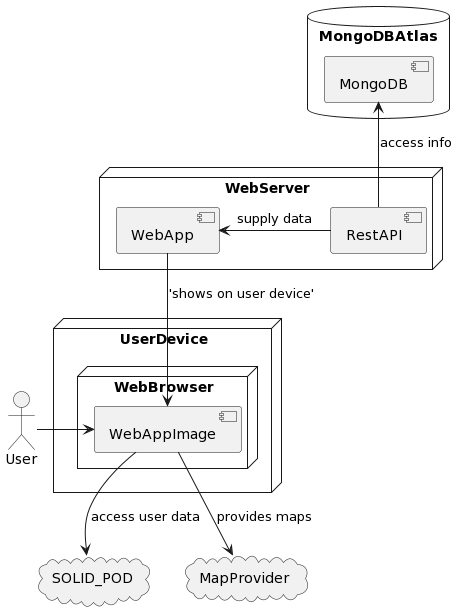 MongoDBAtlas
MongoDB
access info
WebServer
WebApp
supply data
RestAPI
'shows on user device'
UserDevice
WebBrowser
WebAppImage
User
access user data
provides maps
SOLID_POD
MapProvider